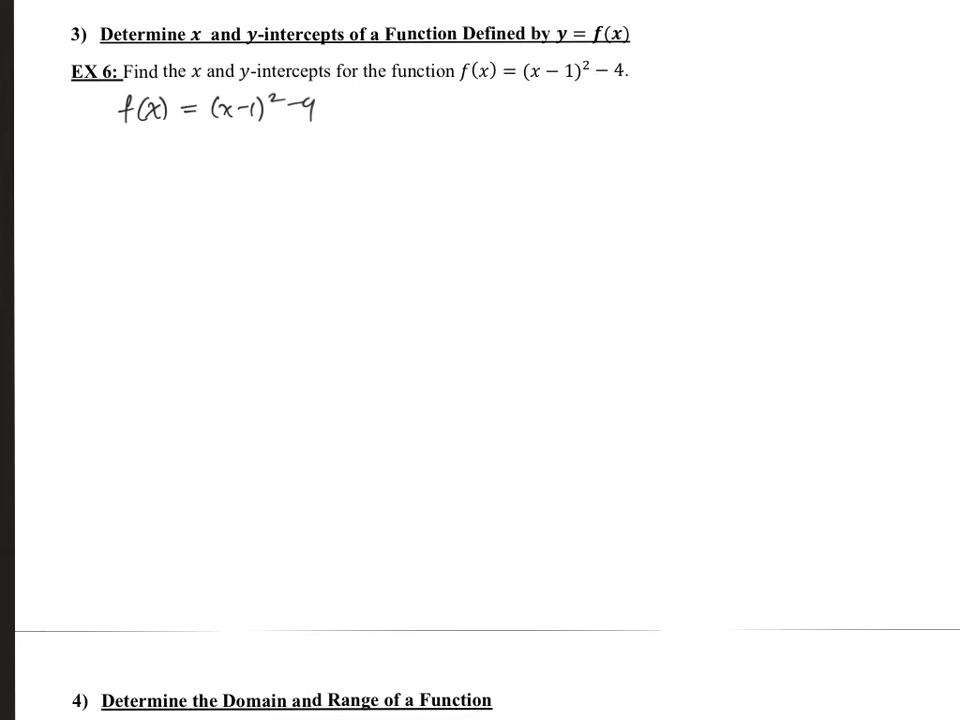 3) Determine x and y-intercepts of a Function Defined by y = f(x)
EX 6: Find the x and y-intercepts for the function f(x) = (x − 1)² − 4.
f(x) = (x-1)²-9
4) Determine the Domain and Range of a Function